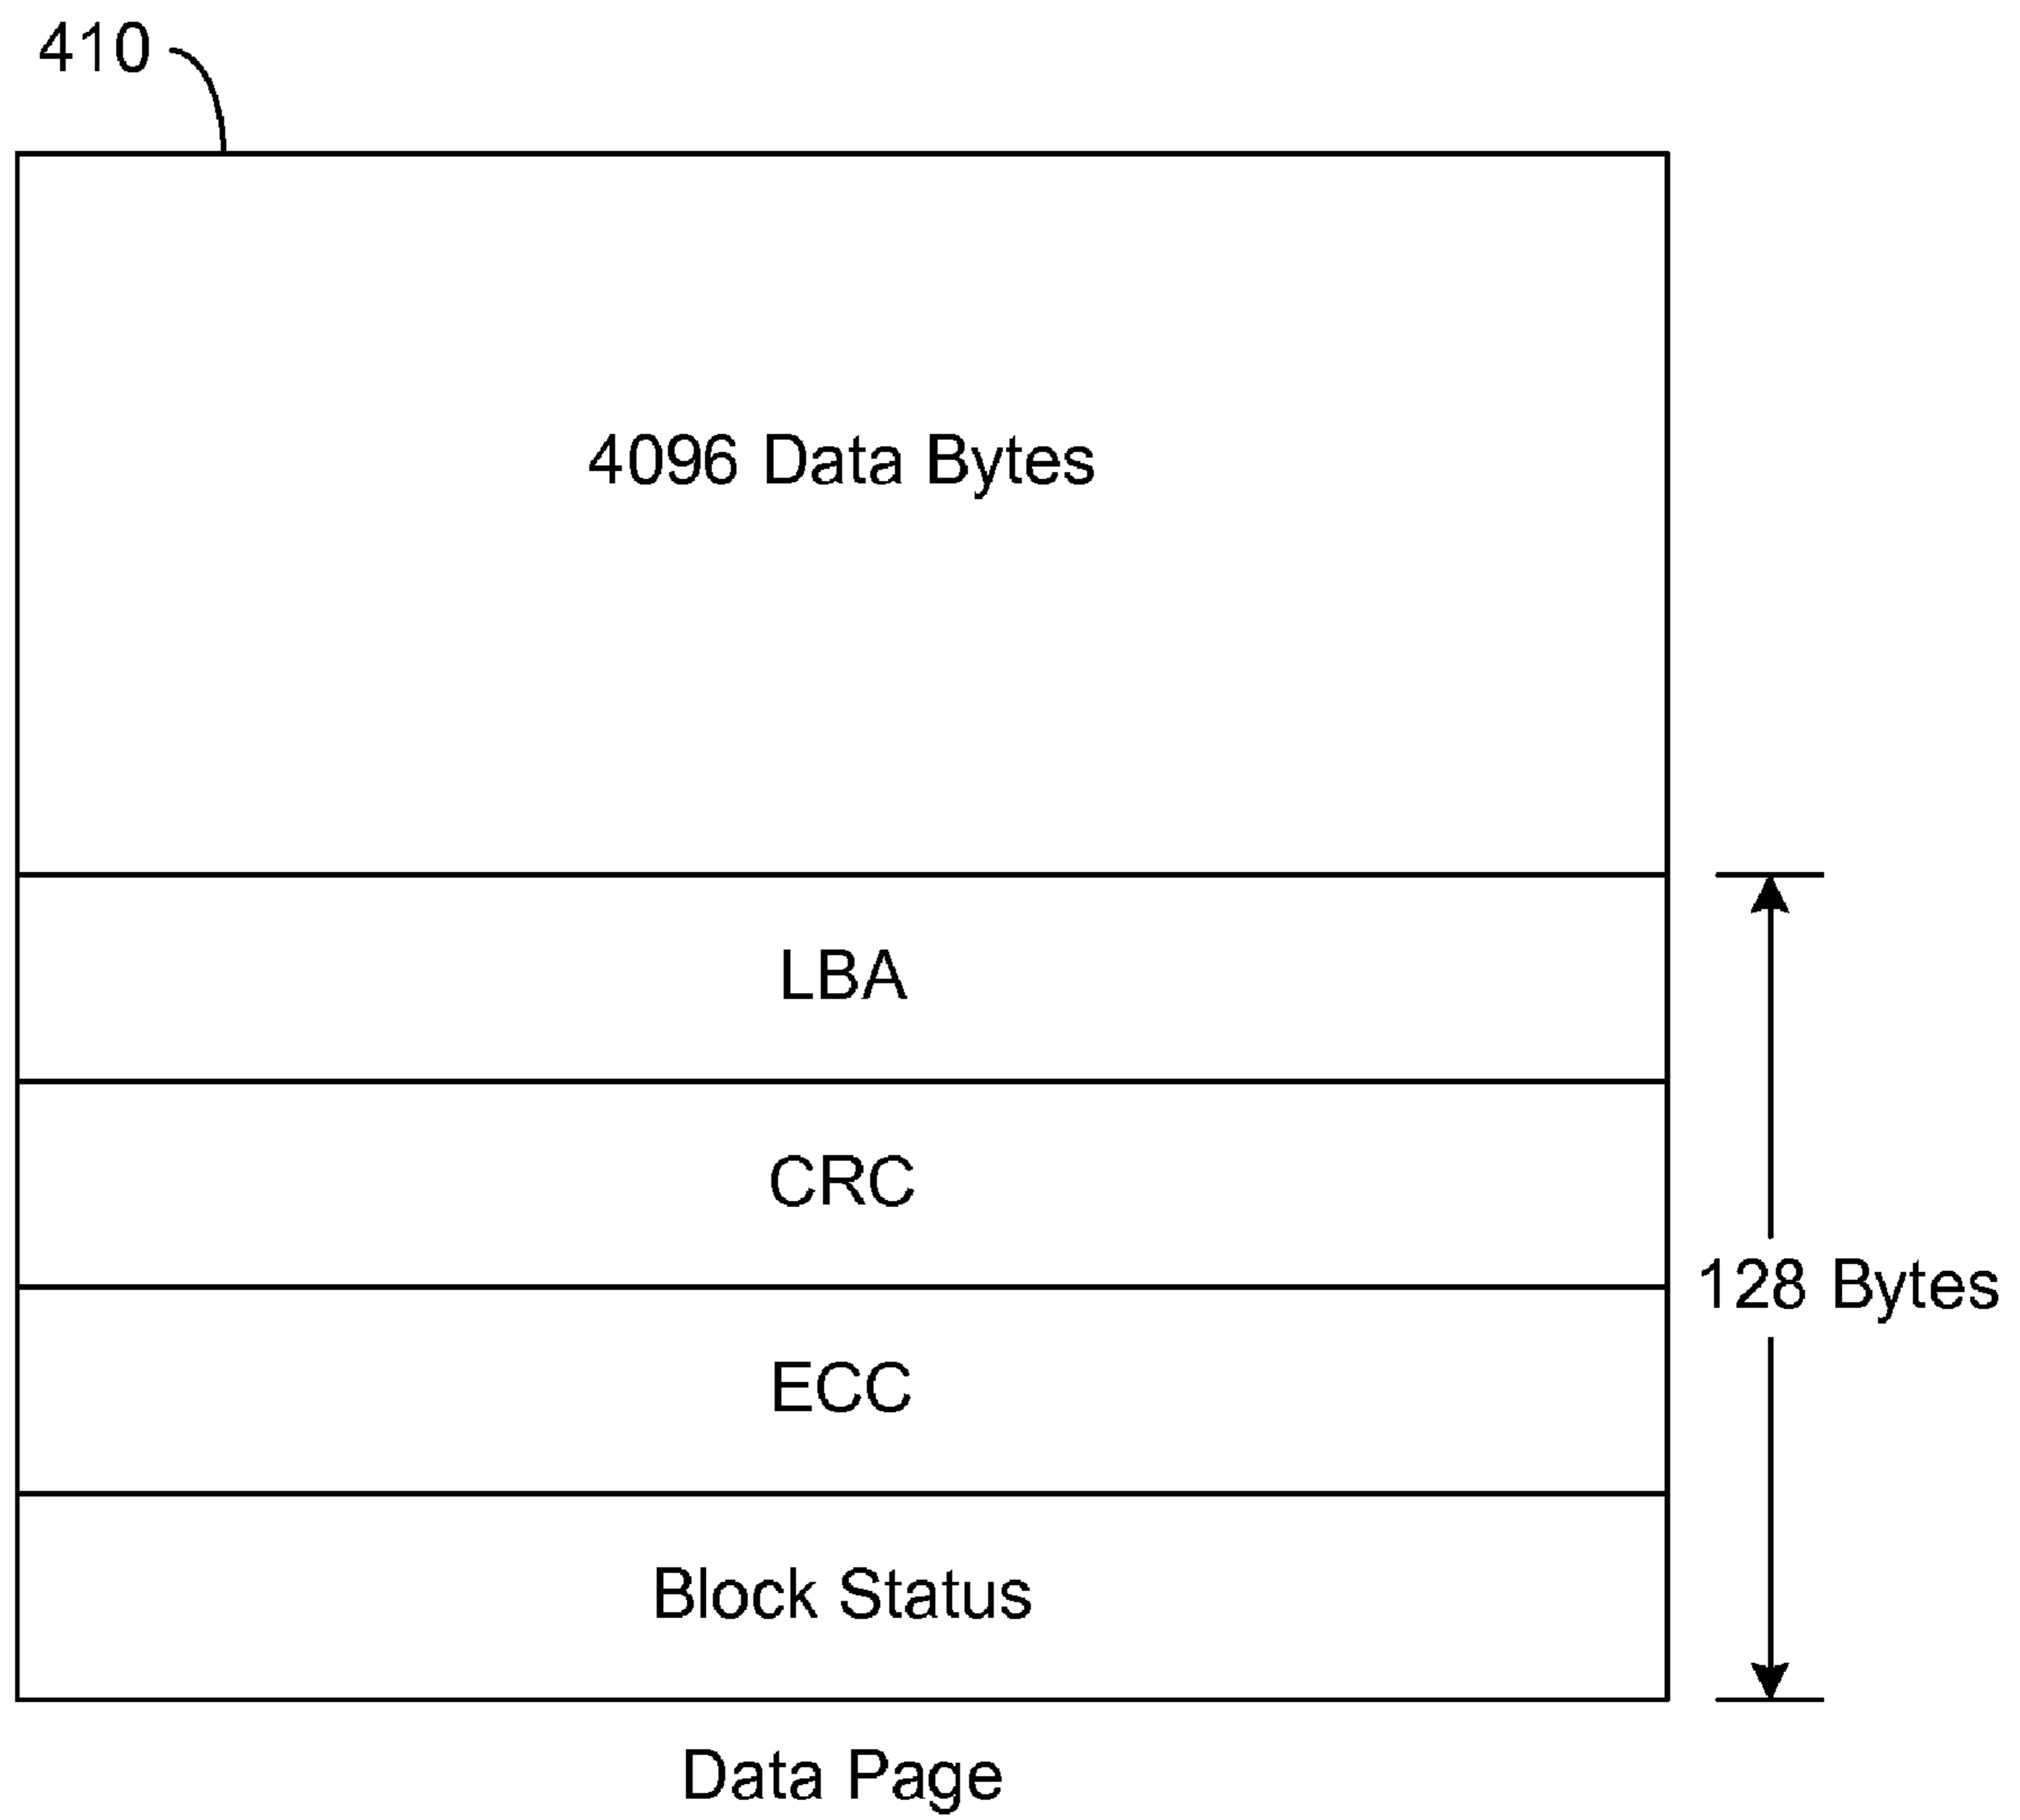 410
4096 Data Bytes
LBA
CRC
128 Bytes
ECC
Block Status
Data Page